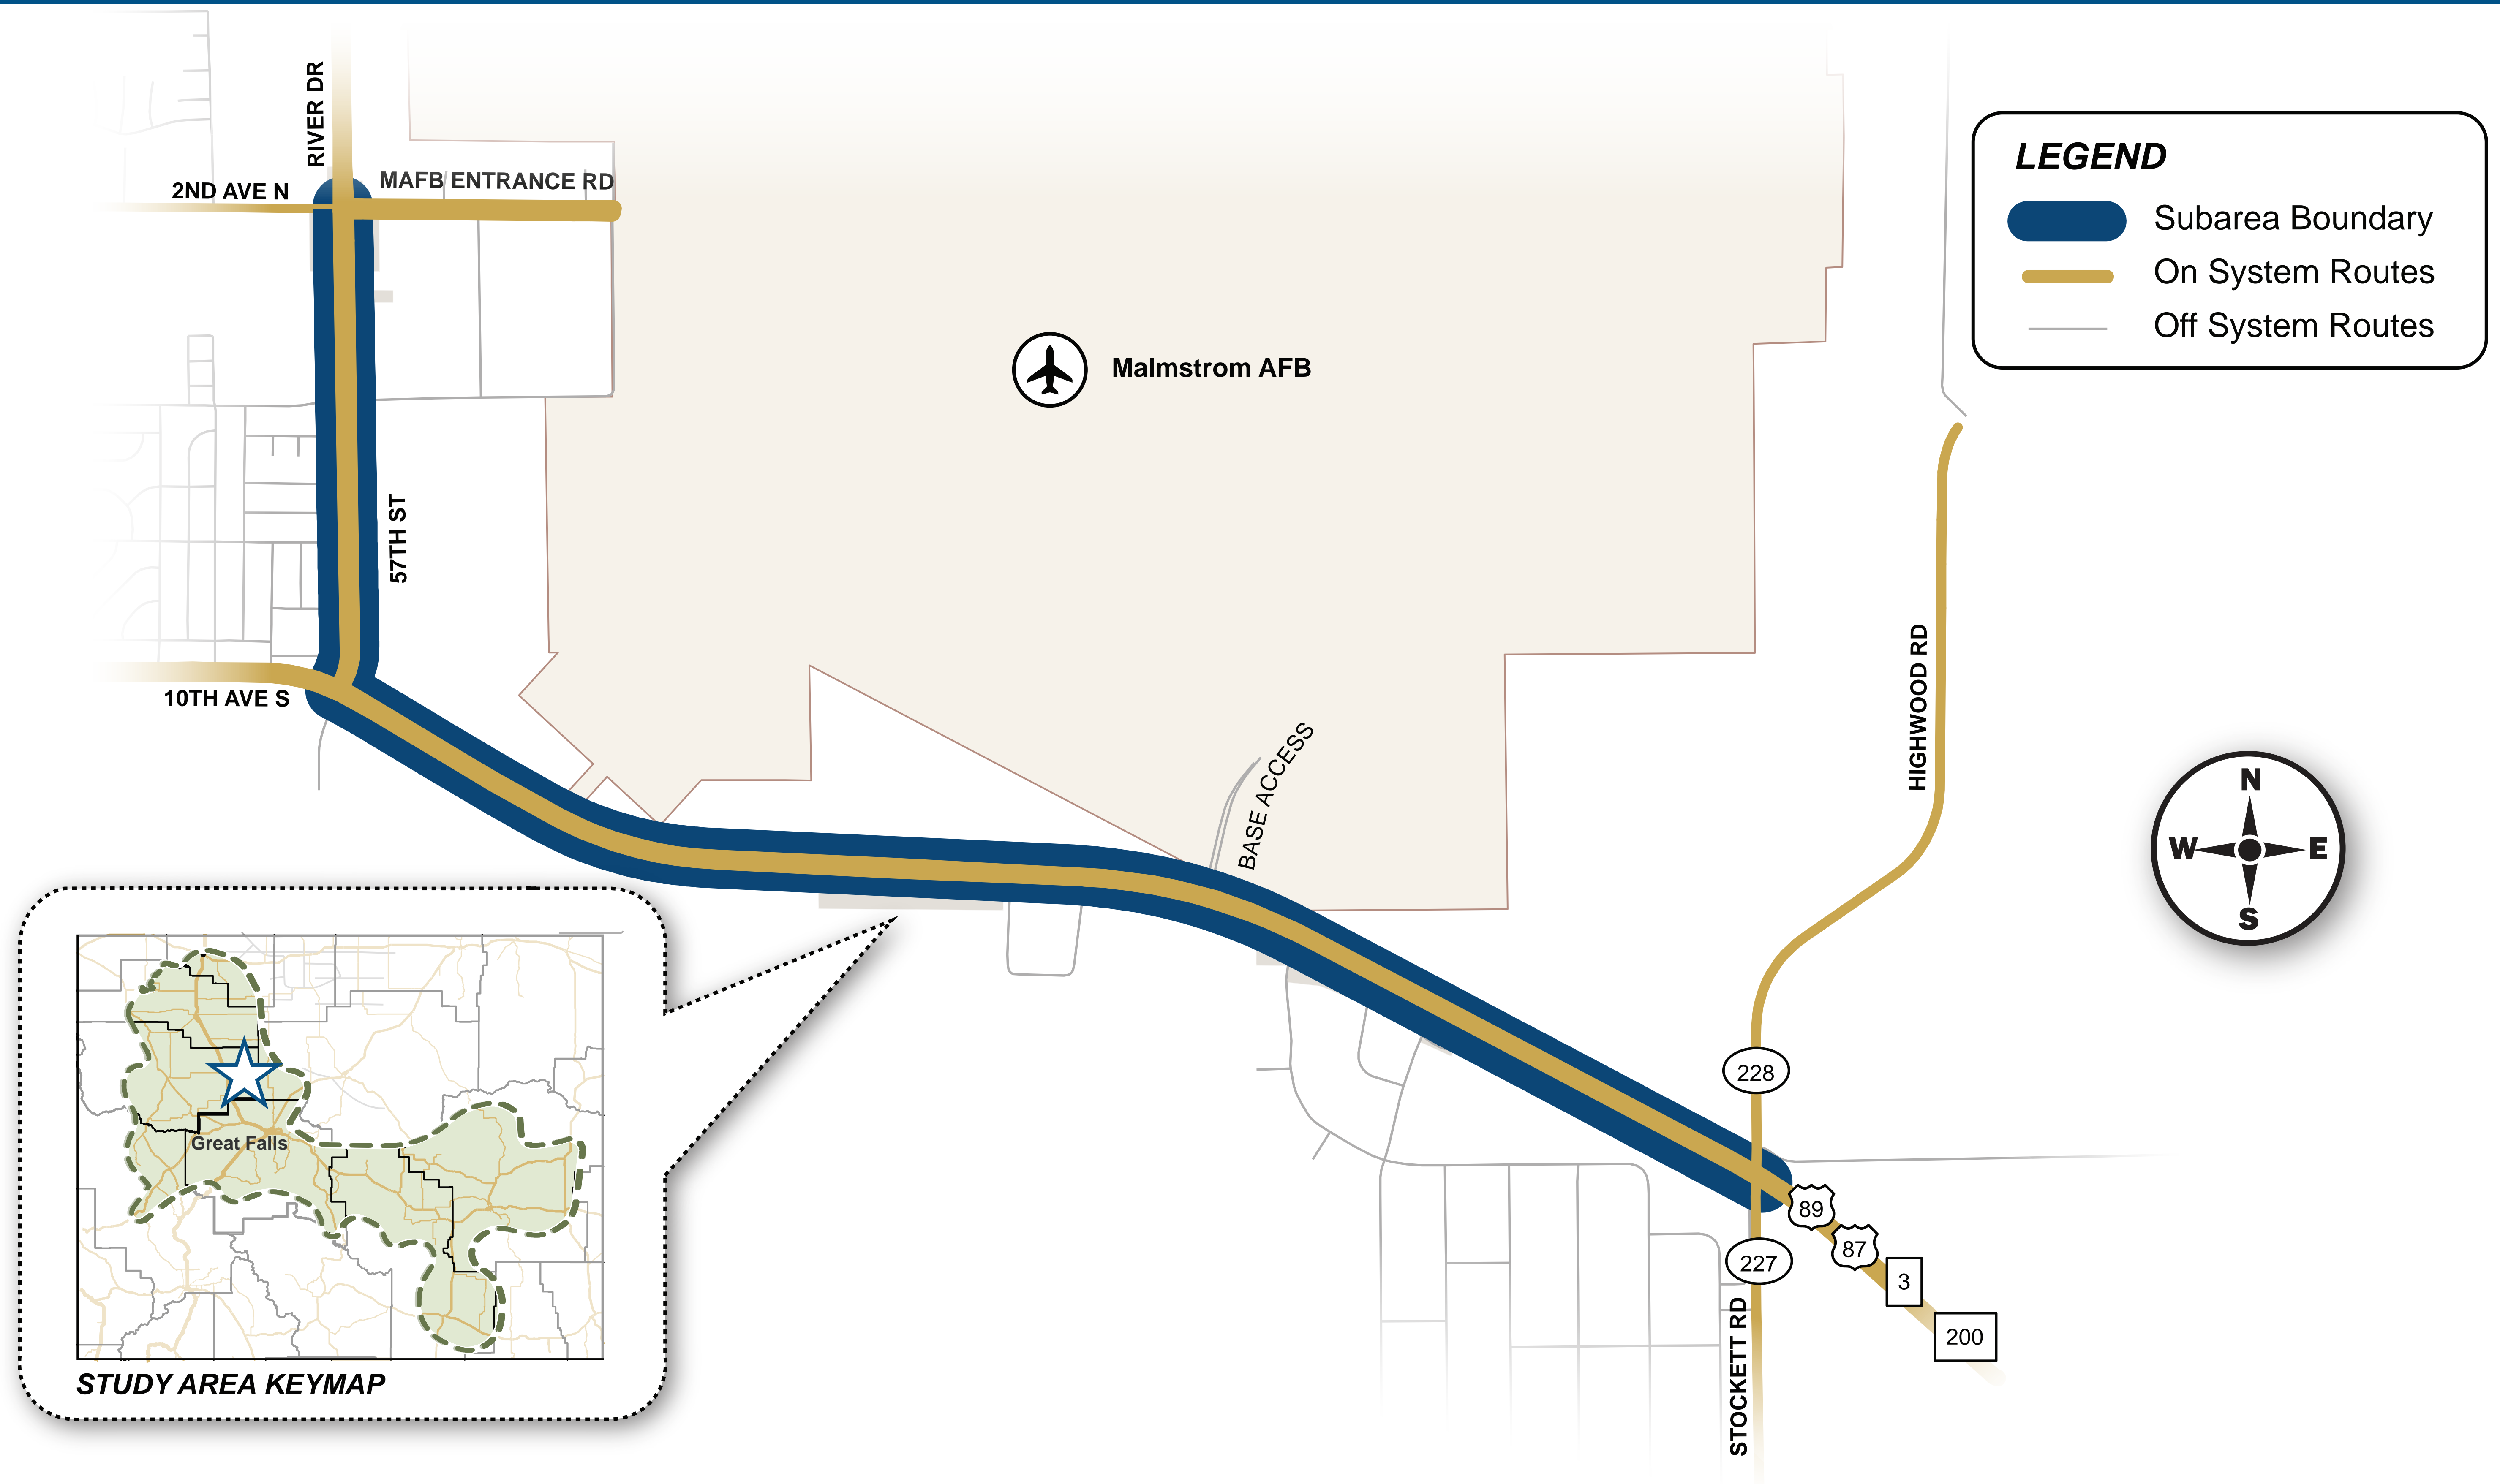 RIVER DR
2ND AVE N
MAFB ENTRANCE RD
LEGEND
Subarea Boundary
On System Routes
Off System Routes
Malmstrom AFB
57TH ST
10TH AVE S
BASE ACCESS
HIGHWOOD RD
N
W
E
S
228
89
87
227
3
200
STOCKETT RD
Great Falls
STUDY AREA KEYMAP